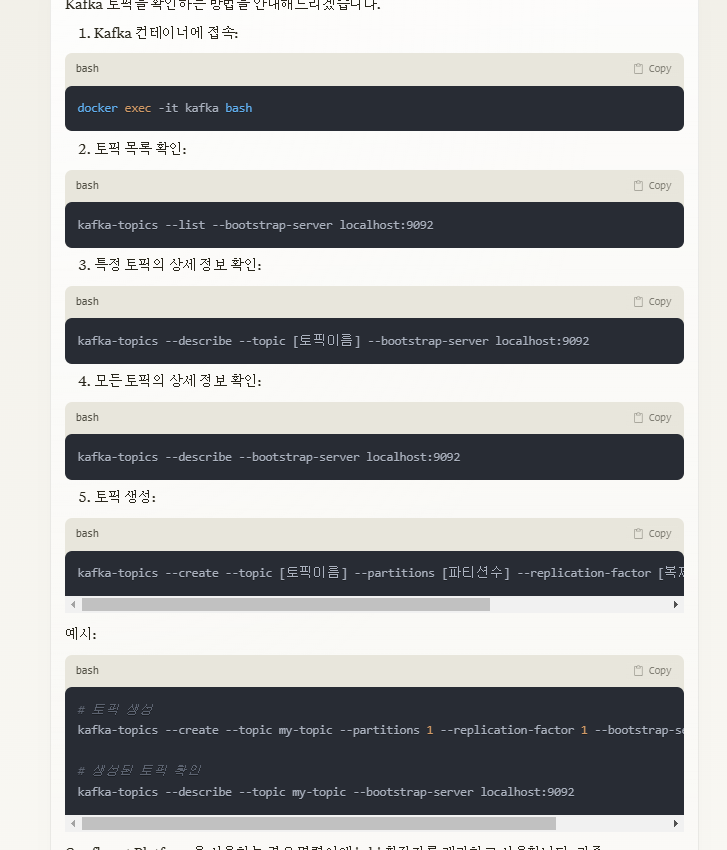 Kafka 토픽을 확인하는 방법을 안내해드리겠습니다.
1. Kafka 컨테이너에 접속:
bash
Copy
docker exec -it kafka bash
2. 토픽 목록 확인:
bash
Copy
kafka-topics --list --bootstrap-server localhost:9092
3. 특정 토픽의 상세 정보 확인:
bash
Copy
kafka-topics --describe --topic [토픽이름] --bootstrap-server localhost:9092
4. 모든 토픽의 상세 정보 확인:
bash
Copy
kafka-topics --describe --bootstrap-server localhost:9092
5. 토픽 생성:
bash
Copy
kafka-topics --create --topic [토픽이름] --partitions [파티션수] --replication-factor [복제
예시:
bash
Copy
# 토픽 생성
kafka-topics --create --topic my-topic --partitions 1 --replication-factor 1 --bootstrap-se
# 생성된 토픽 확인
kafka-topics --describe --topic my-topic --bootstrap-server localhost:9092